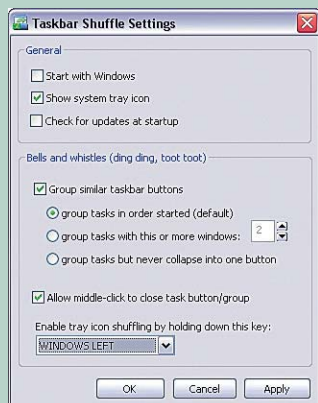 Taskbar Shuffle Settings
General
Start with Windows
Show system tray icon
Check for updates at startup
Bells and whistles (ding ding, toot toot)
Group similar taskbar buttons
group tasks in order started (default)
group tasks with this or more windows: 2
group tasks but never collapse into one button
Allow middle-click to close task button/group
Enable tray icon shuffling by holding down this key:
WINDOWS LEFT
OK Cancel Apply